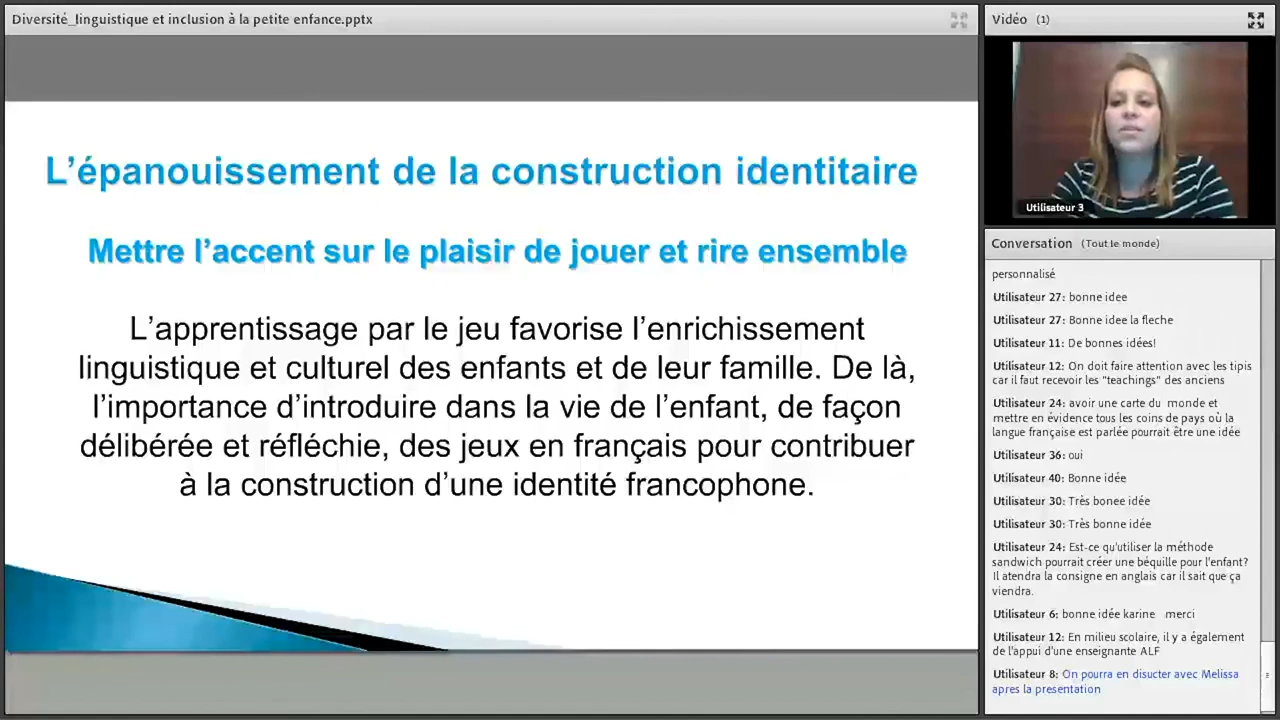 Diversité_linguistique et inclusion à la petite enfance.pptx
L'épanouissement de la construction identitaire
Mettre l'accent sur le plaisir de jouer et rire ensemble
L'apprentissage par le jeu favorise l'enrichissement
linguistique et culturel des enfants et de leur famille. De là,
l'importance d'introduire dans la vie de l'enfant, de façon
délibérée et réfléchie, des jeux en français pour contribuer
à la construction d'une identité francophone.
Vidéo (1)
Utilisateur 3
Conversation (Tout le monde)
personnalisé
Utilisateur 27: bonne idee
Utilisateur 27: Bonne idee la fleche
Utilisateur 11: De bonnes idées!
Utilisateur 12: On doit faire attention avec les tipis
car il faut recevoir les "teachings" des anciens
Utilisateur 24: avoir une carte du monde et
mettre en évidence tous les coins de pays où la
langue française est parlée pourrait être une idée
Utilisateur 36: oui
Utilisateur 40: Bonne idée
Utilisateur 30: Très bonee idée
Utilisateur 30: Très bonne idée
Utilisateur 24: Est-ce qu'utiliser la méthode
sandwich pourrait créer une béquille pour l'enfant?
Il atendra la consigne en anglais car il sait que ça
viendra.
Utilisateur 6: bonne idée karine merci
Utilisateur 12: En milieu scolaire, il y a également
de l'appui d'une enseignante ALF
Utilisateur 8: On pourra en disucter avec Melissa
apres la presentation